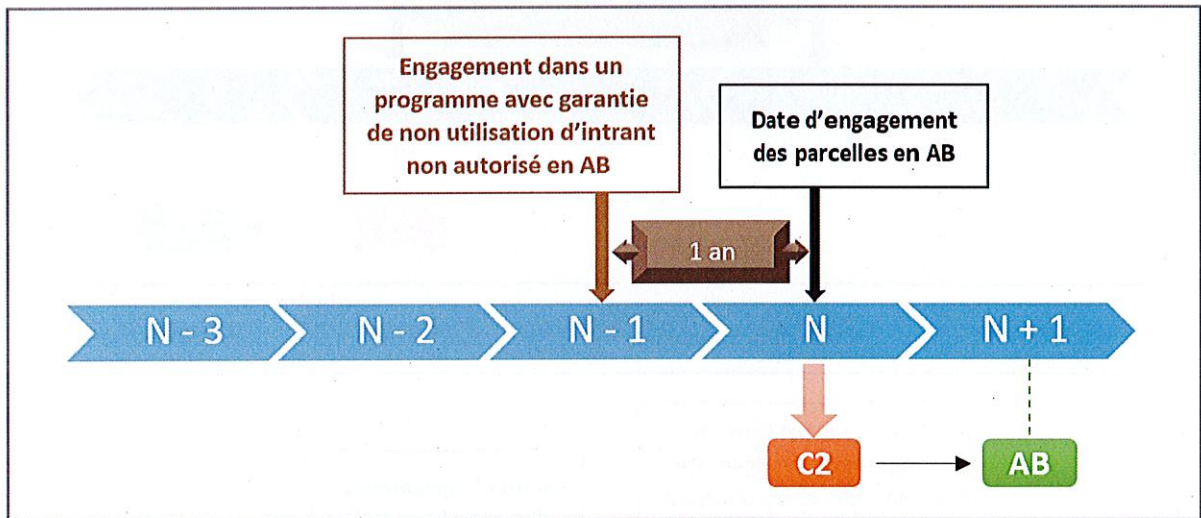 Engagement dans un
programme avec garantie
de non utilisation d'intrant
non autorisé en AB
Date d'engagement
des parcelles en AB
1 an
N - 3
N - 2
N - 1
N
N + 1
C2
AB